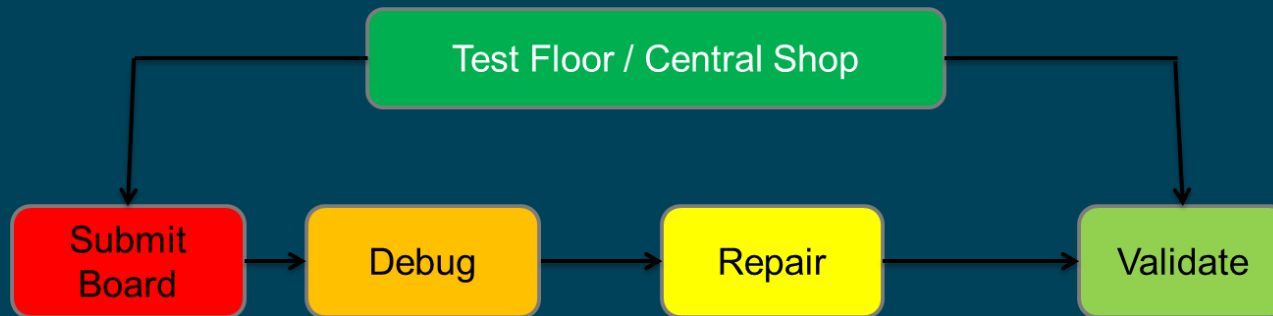 Test Floor / Central Shop
Submit
Board
Debug
Repair
Validate